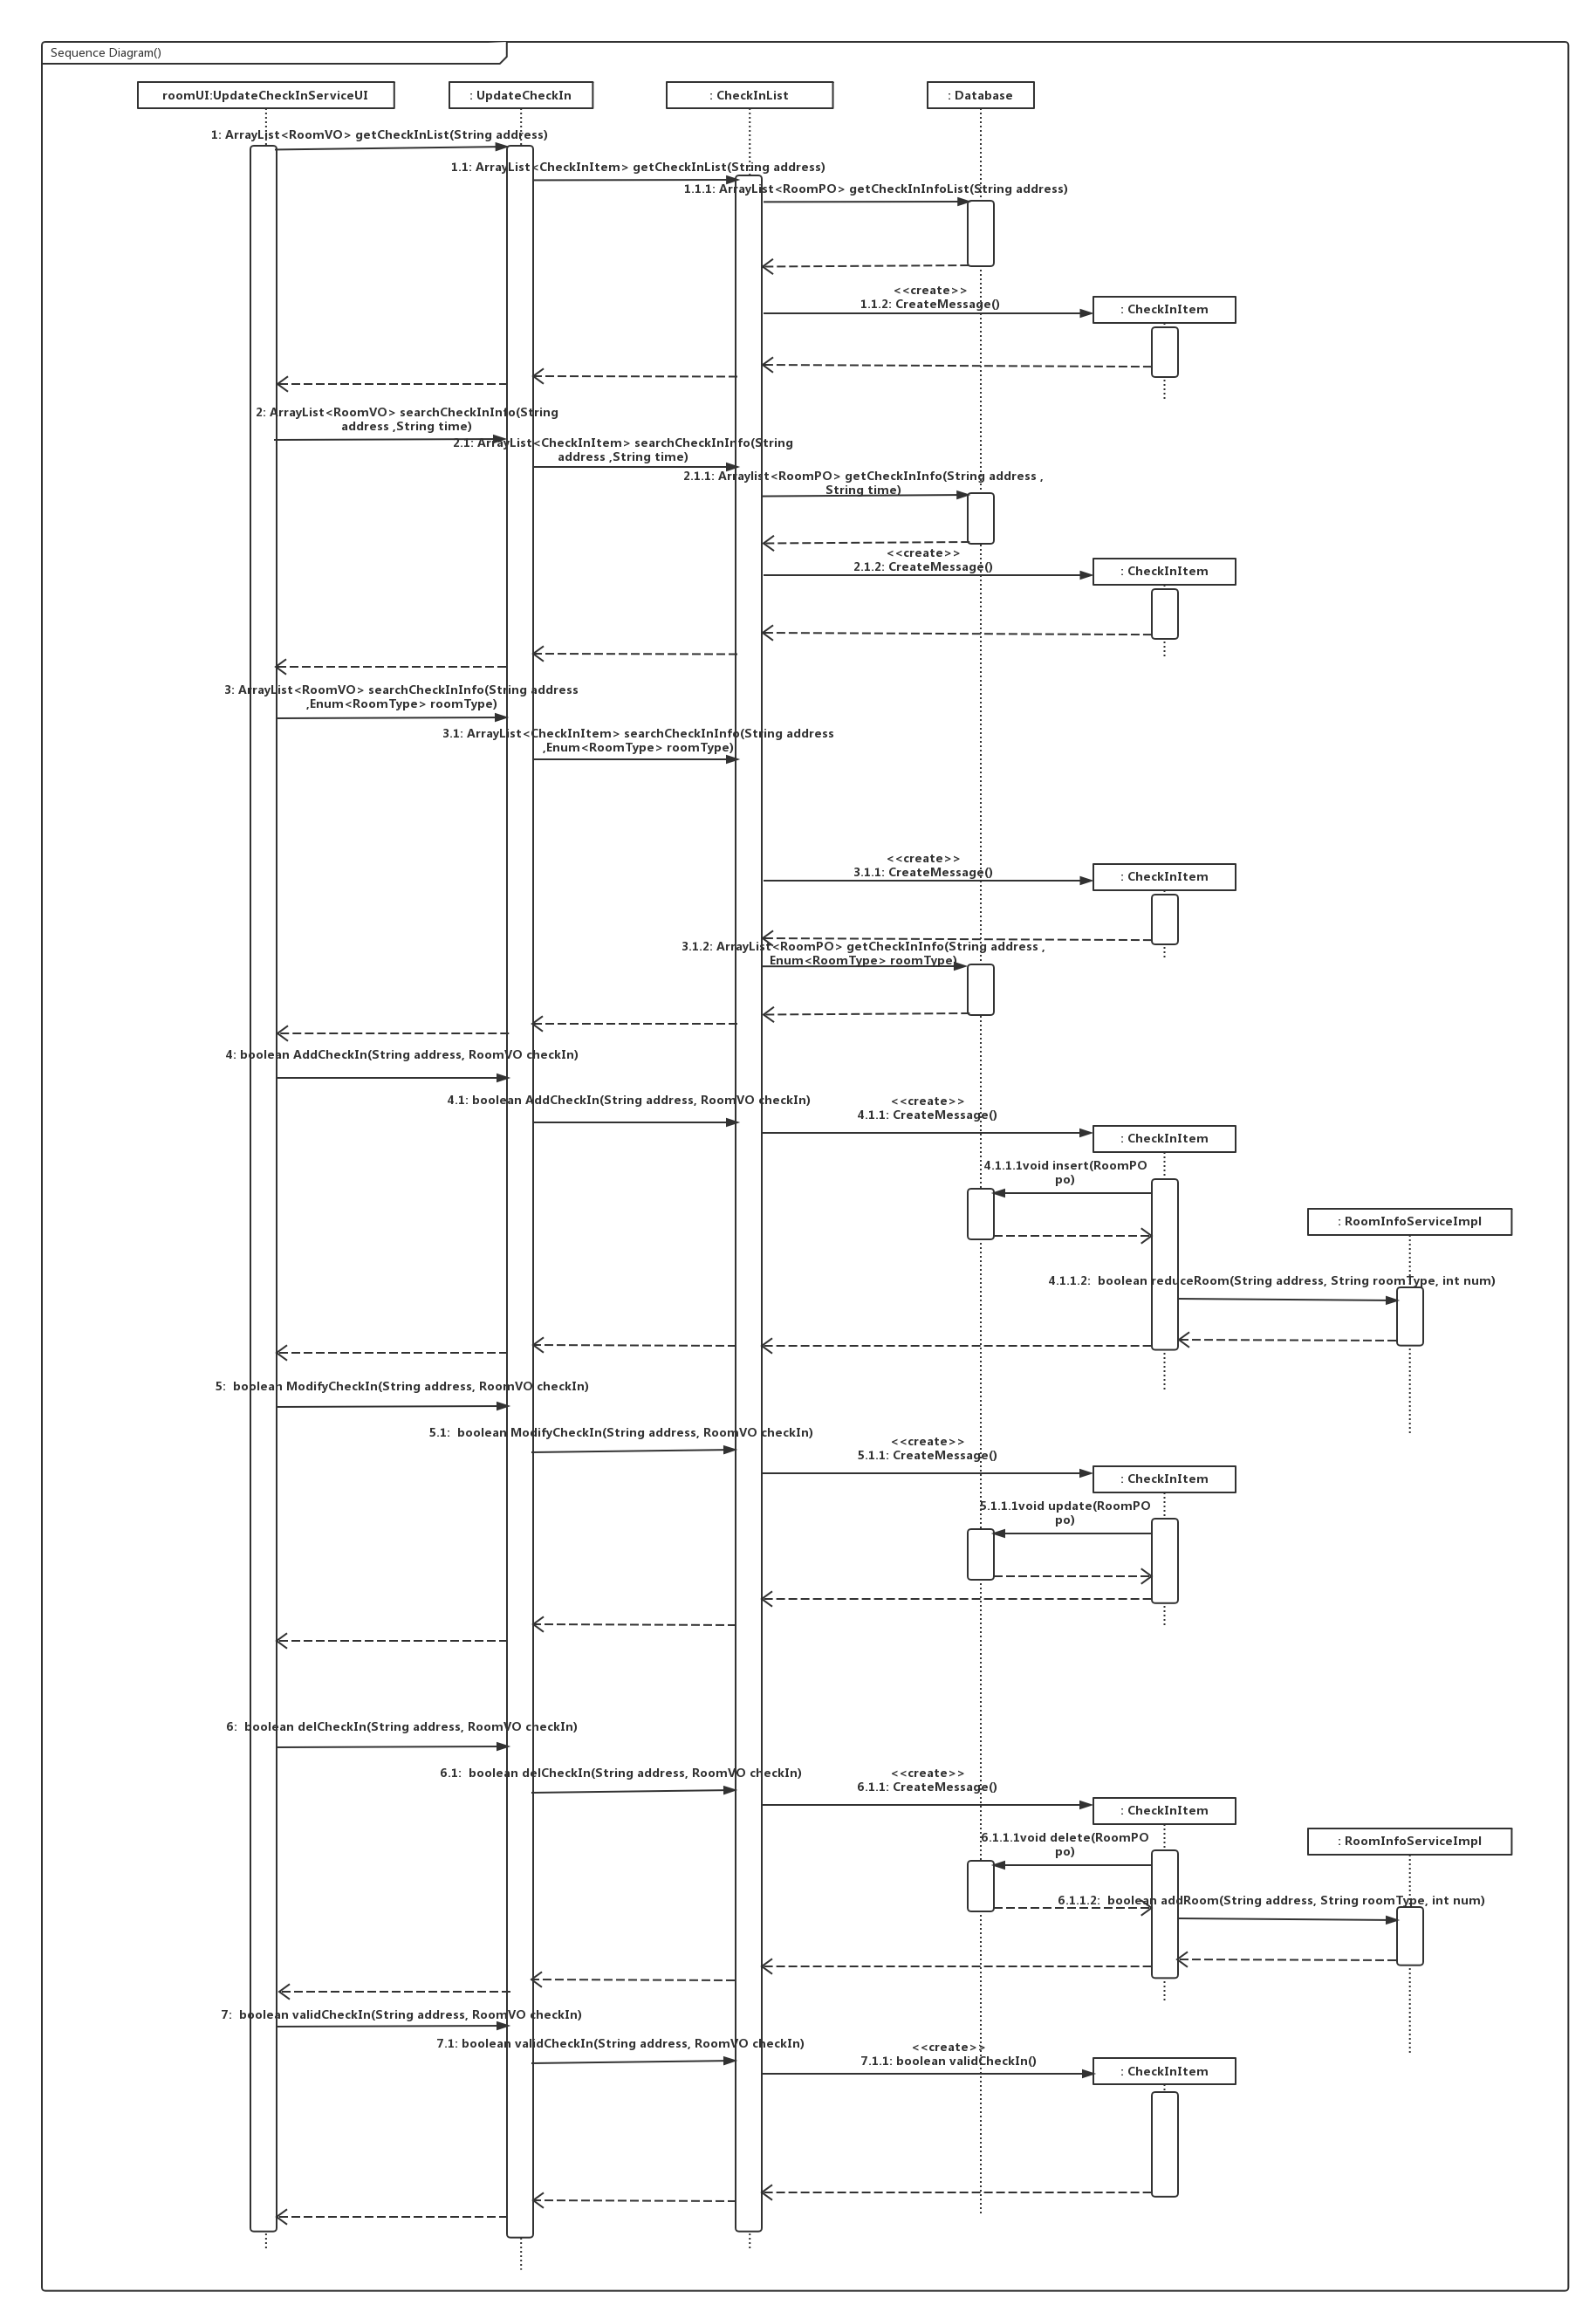 Sequence Diagram()
roomUI:UpdateCheckInServiceUI
: UpdateCheckIn
: CheckInList
: Database
1: ArrayList<RoomVO> getCheckInList(String address)
1.1: ArrayList<CheckInItem> getCheckInList(String address)
1.1.1: ArrayList<RoomPO> getCheckInInfoList(String address)
<<create>>
1.1.2: CreateMessage()
: CheckInItem
2: ArrayList<RoomVO> searchCheckInInfo(String
address ,String time)
2.1: ArrayList<CheckInItem> searchCheckInInfo(String
address ,String time)
2.1.1: Arraylist<RoomPO> getCheckInInfo(String address ,
String time)
<<create>>
2.1.2: CreateMessage()
: CheckInItem
3: ArrayList<RoomVO> searchCheckInInfo(String address
,Enum<RoomType> roomType)
3.1: ArrayList<CheckInItem> searchCheckInInfo(String address
,Enum<RoomType> roomType)
<<create>>
3.1.1: CreateMessage()
: CheckInItem
3.1.2: ArrayList<RoomPO> getCheckInInfo(String address ,
Enum<RoomType> roomType)
4: boolean AddCheckIn(String address, RoomVO checkIn)
4.1: boolean AddCheckIn(String address, RoomVO checkIn)
<<create>>
4.1.1: CreateMessage()
: CheckInItem
4.1.1.1void insert(RoomPO
po)
: RoomInfoServiceImpl
4.1.1.2:  boolean reduceRoom(String address, String roomType, int num)
5:  boolean ModifyCheckIn(String address, RoomVO checkIn)
5.1:  boolean ModifyCheckIn(String address, RoomVO checkIn)
<<create>>
5.1.1: CreateMessage()
: CheckInItem
5.1.1.1void update(RoomPO
po)
6:  boolean delCheckIn(String address, RoomVO checkIn)
6.1:  boolean delCheckIn(String address, RoomVO checkIn)
<<create>>
6.1.1: CreateMessage()
: CheckInItem
6.1.1.1void delete(RoomPO
po)
: RoomInfoServiceImpl
6.1.1.2:  boolean addRoom(String address, String roomType, int num)
7:  boolean validCheckIn(String address, RoomVO checkIn)
7.1: boolean validCheckIn(String address, RoomVO checkIn)
<<create>>
7.1.1: boolean validCheckIn()
: CheckInItem